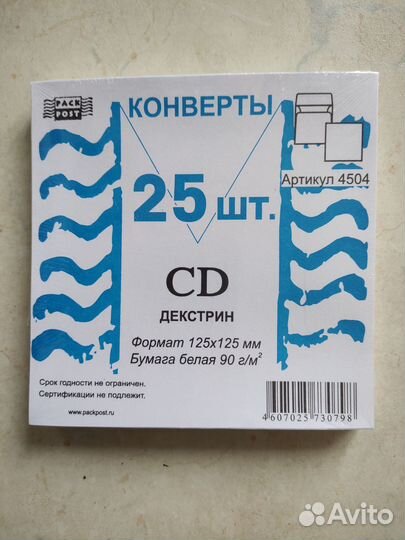 PACK
POST
КОНВЕРТЫ
Артикул 4504
25 шт.
CD
ДЕКСТРИН
Формат 125х125 мм
Бумага белая 90 г/м²
Срок годности не ограничен.
Сертификации не подлежит.
www.packpost.ru
4607025730798
Avito